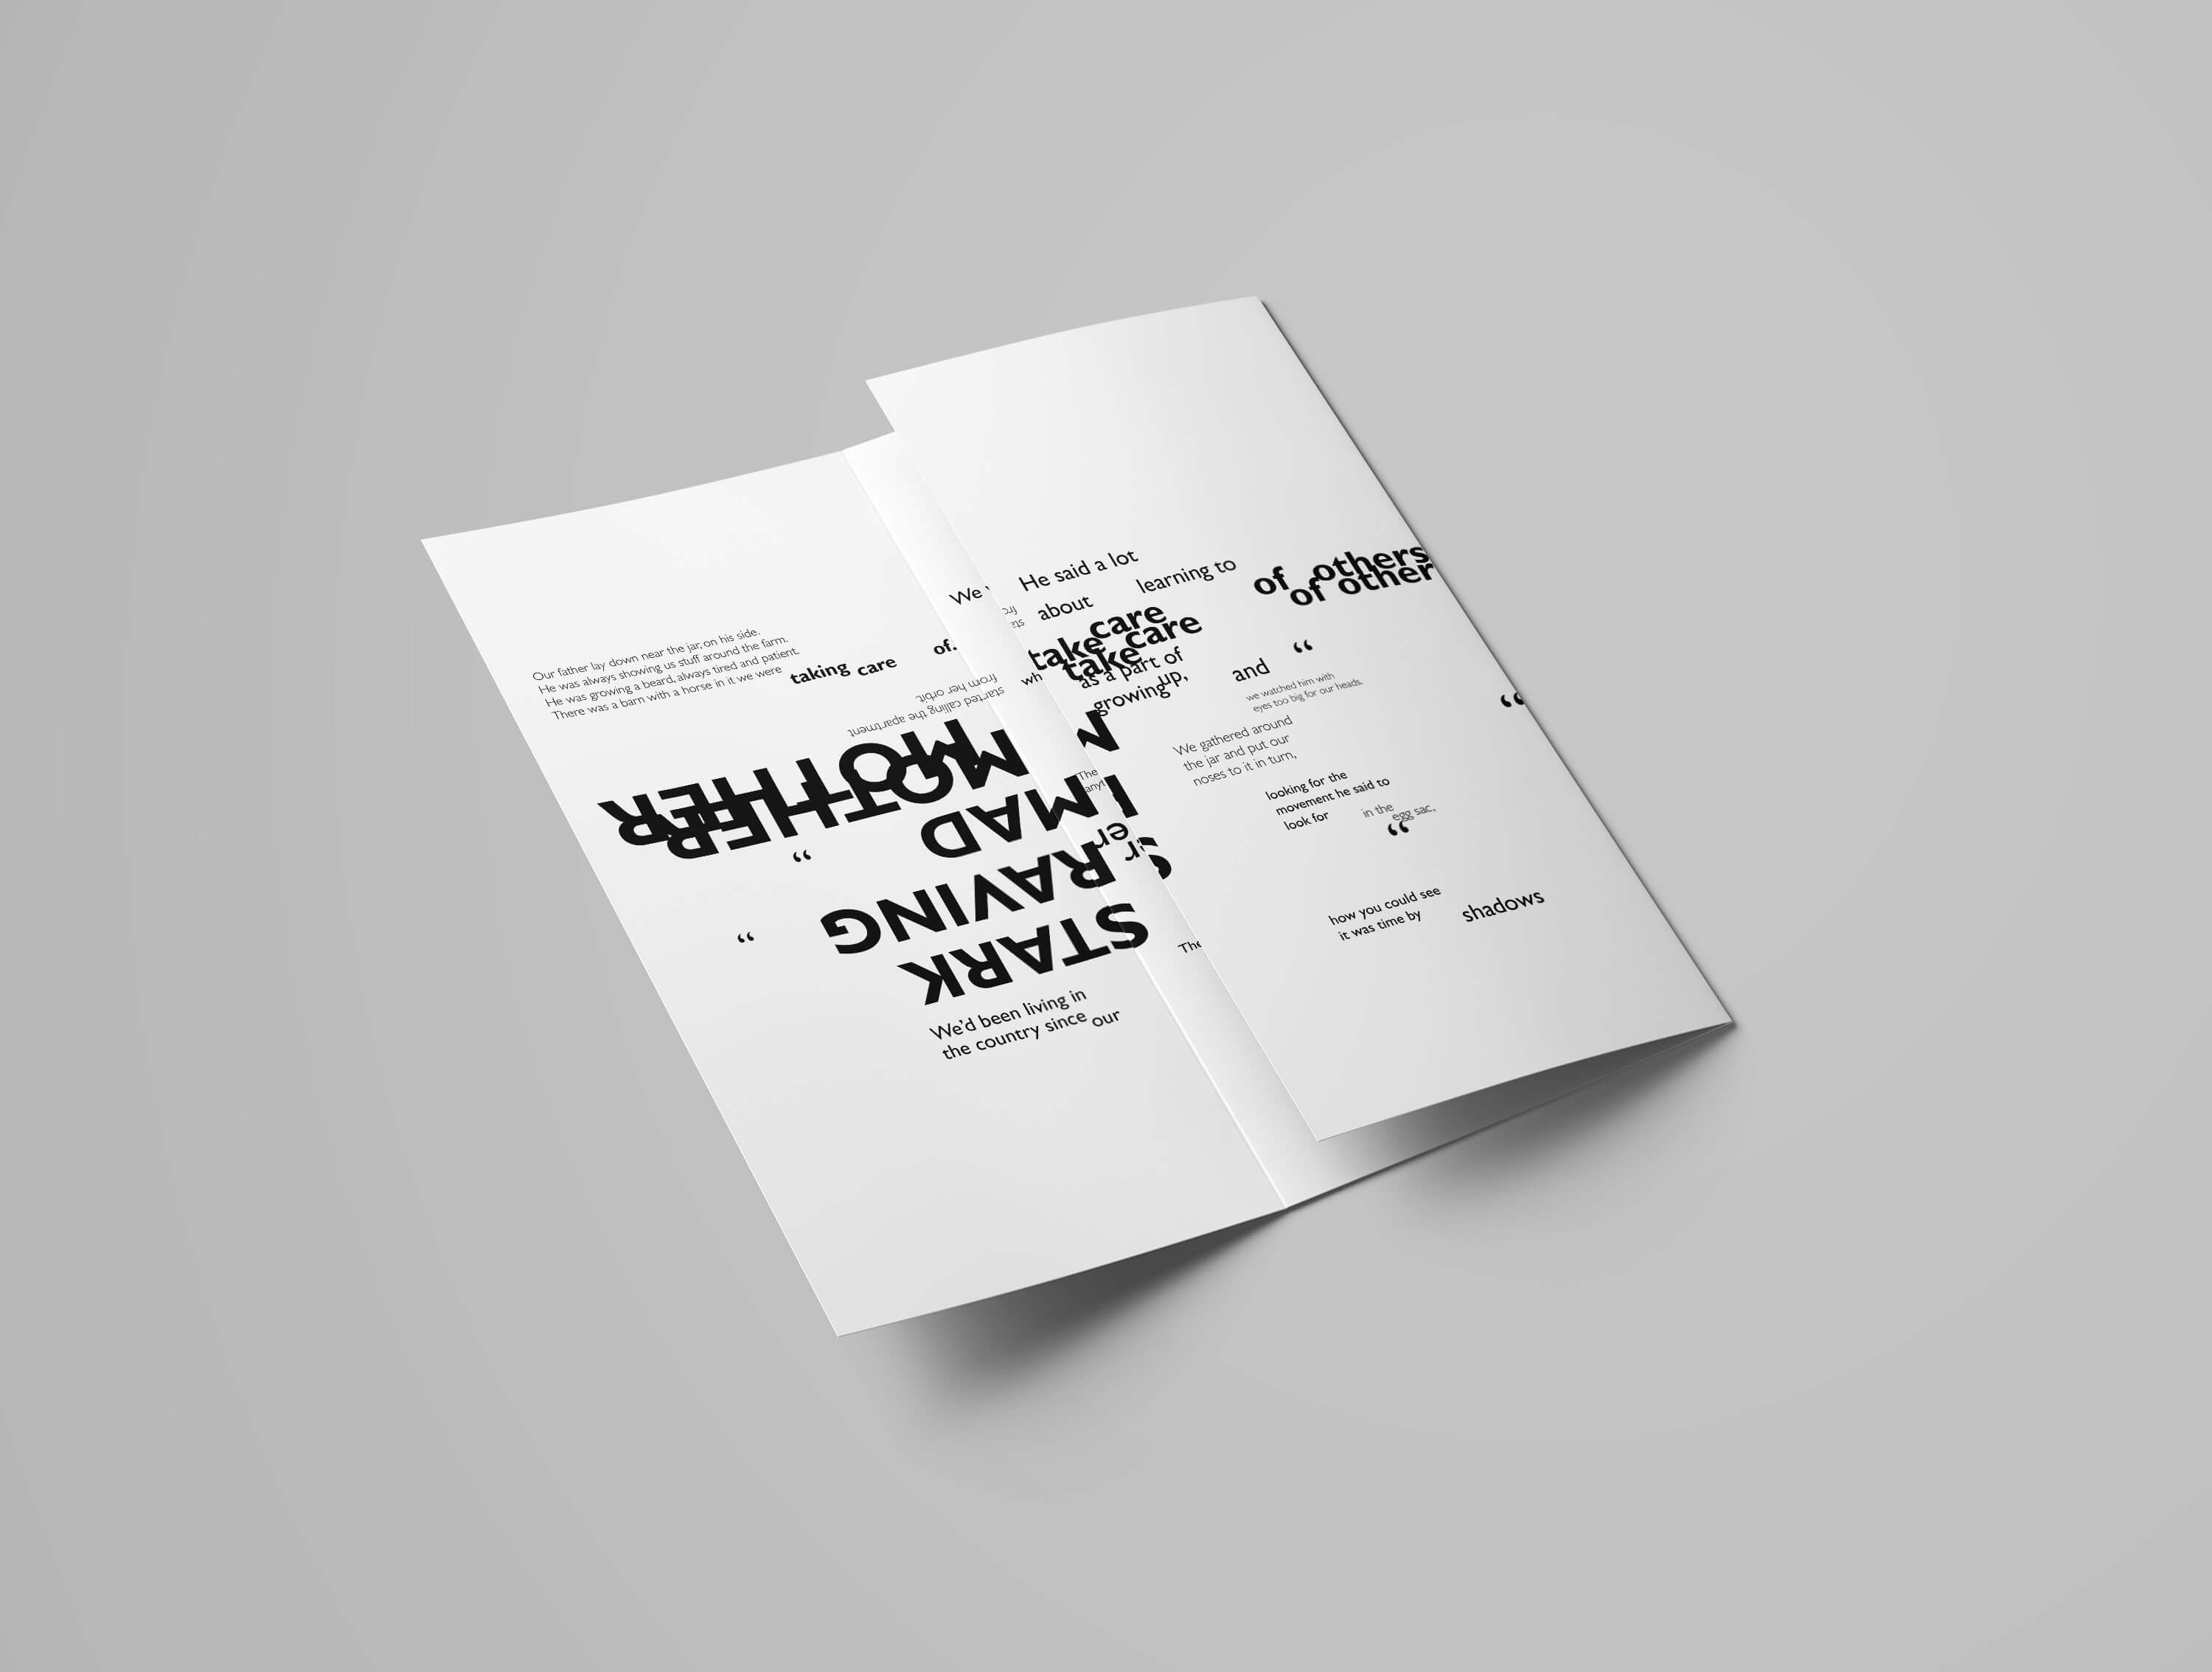 Our father lay down near the jar, on his side.
He was always showing us stuff around the farm.
He was growing a beard, always tired and patient.
There was a barn with a horse in it we were
taking care of.
started calling the apartment
from her orbit
MOTHER
MOTHER
MAD
RAVING
STARK
“
“
We’d been living in
the country since our
We
The
The
He said a lot
about learning to
take care of others
take care of other
as a part of
growing up, and “
we watched him with
eyes too big for our heads.
“
We gathered around
the jar and put our
noses to it in turn,
looking for the
movement he said to
look for in the
egg sac,
“
how you could see
it was time by shadows